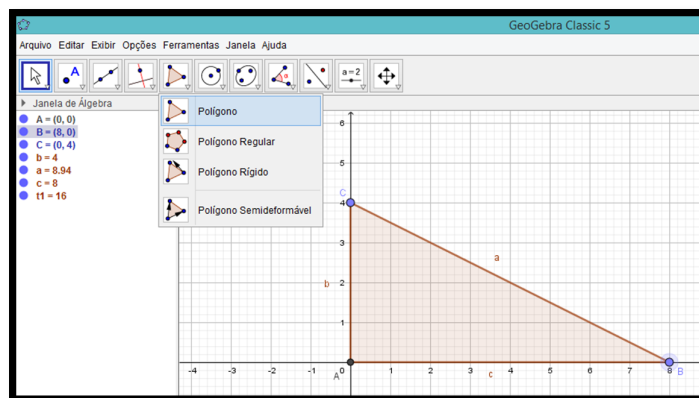 GeoGebra Classic 5
Arquivo Editar Exibir Opções Ferramentas Janela Ajuda
A
α
a = 2
Janela de Álgebra
A = (0, 0)
B = (8, 0)
C = (0, 4)
b = 4
a = 8.94
c = 8
t1 = 16
Polígono
Polígono Regular
Polígono Rígido
Polígono Semideformável
6
5
C
4
3
a
b
2
1
A
0
B
-4 -3 -2 -1 1 2 3 4 5 6 7 8
c